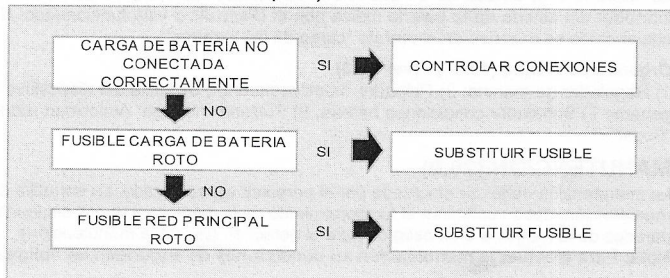 CARGA DE BATERÍA NO
CONECTADA
CORRECTAMENTE
SI
CONTROLAR CONEXIONES
NO
FUSIBLE CARGA DE BATERIA
ROTO
SI
SUBSTITUIR FUSIBLE
NO
FUSIBLE RED PRINCIPAL
ROTO
SI
SUBSTITUIR FUSIBLE